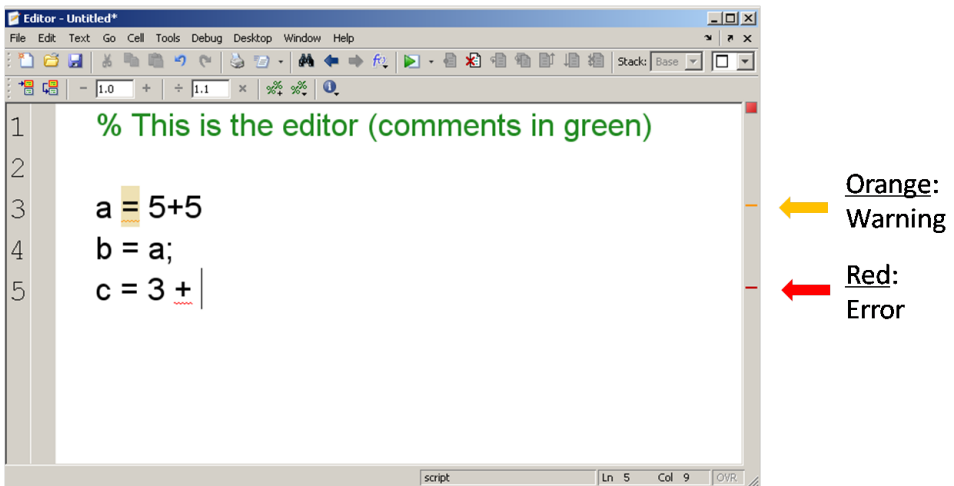 Editor - Untitled*
File Edit Text Go Cell Tools Debug Desktop Window Help
Stack: Base
1.0 1.1
1 % This is the editor (comments in green)
2
3 a = 5+5
4 b = a;
5 c = 3 +
Orange:
Warning
Red:
Error
script Ln 5 Col 9 OVR